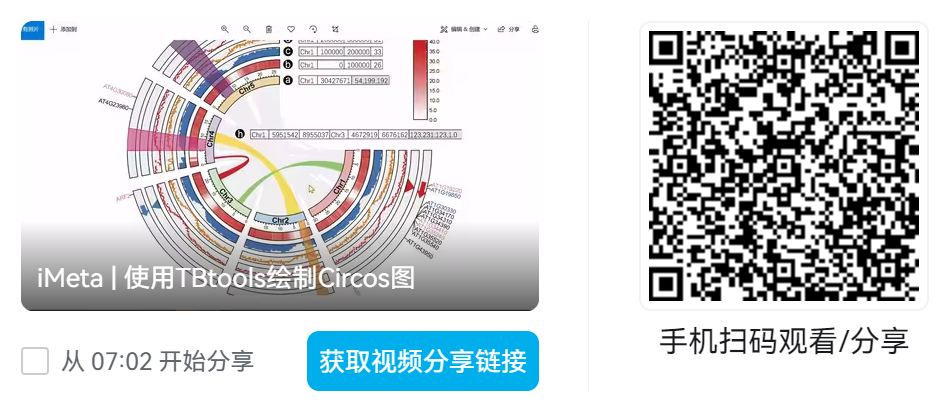 添加到
编辑 & 创建
分享
c Chr1 100000 200000 33
b Chr1 0 100000 26
a Chr1 30427671 54,199,192
h Chr1 5951542 8955037 Chr3 4672919 6676162 123,231,123,1.0
40.0
35.0
30.0
25.0
20.0
15.0
10.0
5.0
0.0
Chr5
Chr4
Chr3
Chr2
Chr1
AT4G23980
iMeta | 使用TBtools绘制Circos图
从 07:02 开始分享
获取视频分享链接
手机扫码观看/分享